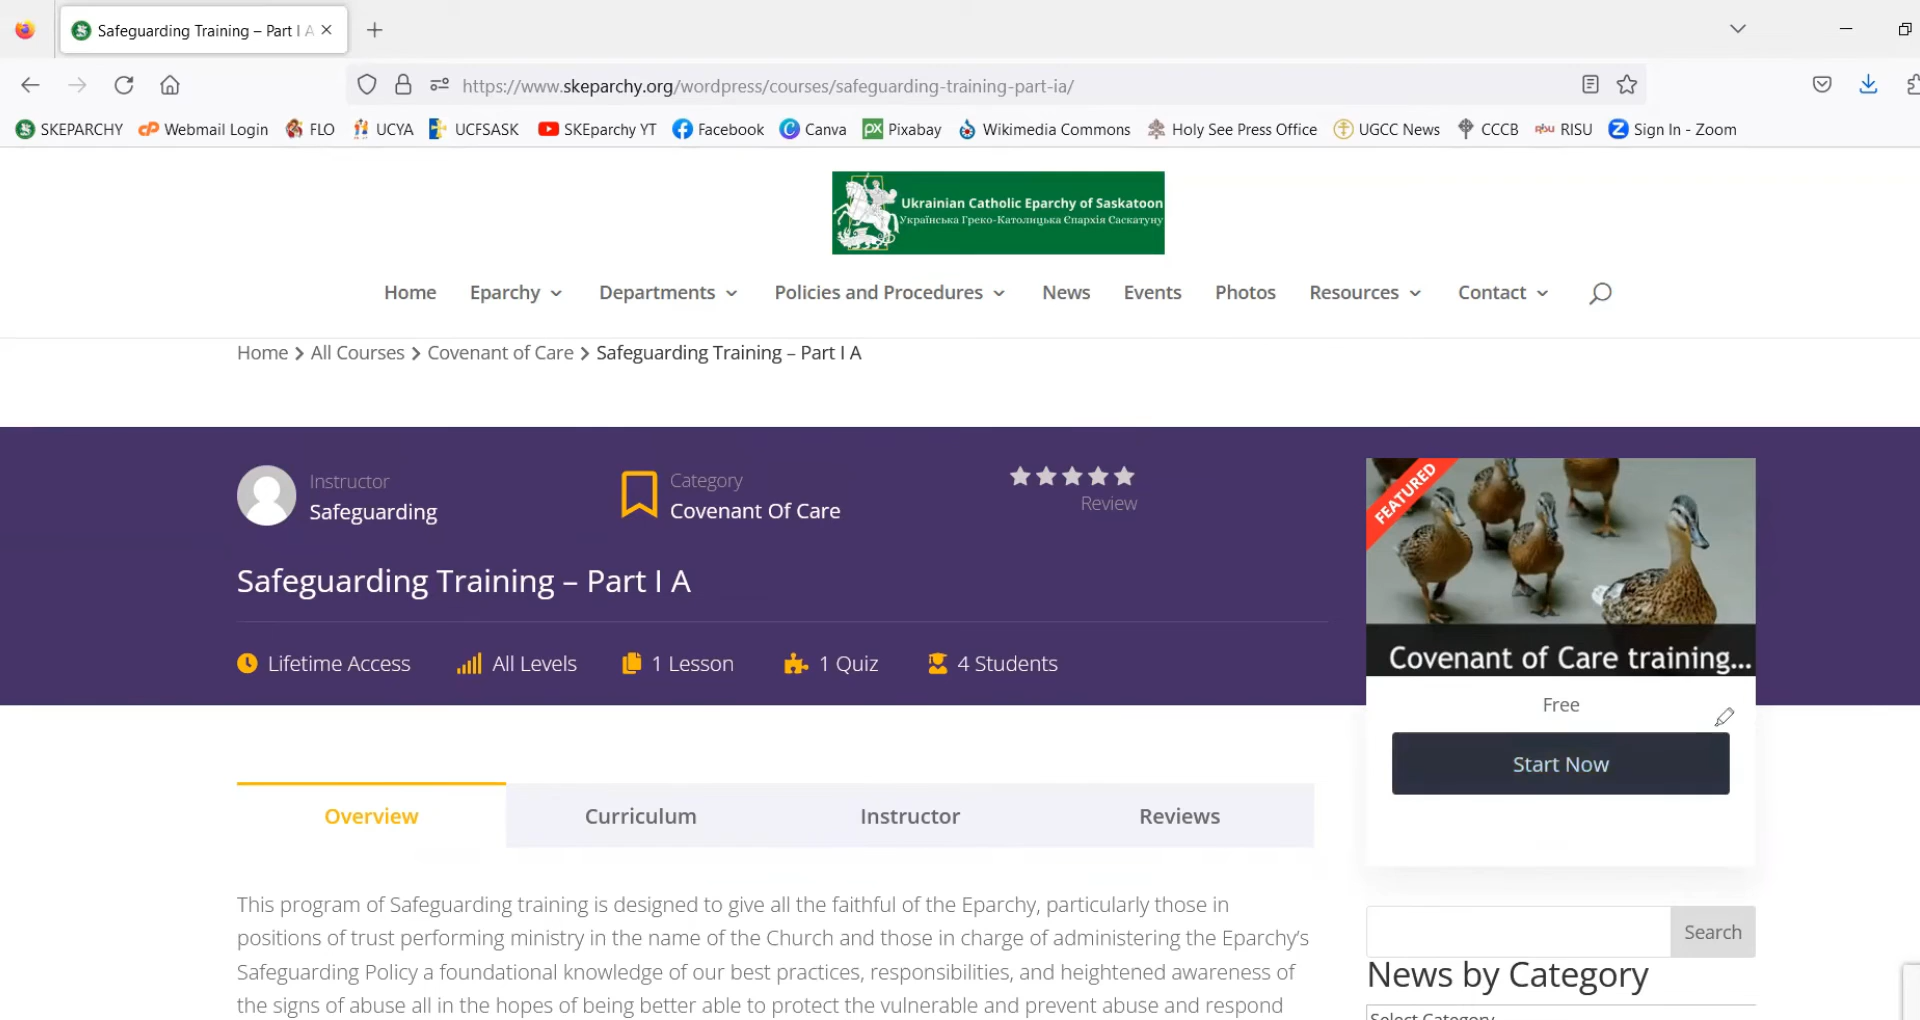 Safeguarding Training – Part I A
https://www.skeparchy.org/wordpress/courses/safeguarding-training-part-ia/
SKEPARCHY Webmail Login FLO UCYA UCFSASK SKEparchy YT Facebook Canva Pixabay Wikimedia Commons Holy See Press Office UGCC News CCCB RISU Sign In - Zoom
Ukrainian Catholic Eparchy of Saskatoon
Українська Греко-Католицька Єпархія Саскатуну
Home Eparchy Departments Policies and Procedures News Events Photos Resources Contact
Home > All Courses > Covenant of Care > Safeguarding Training – Part I A
Instructor
Safeguarding
Category
Covenant Of Care
Review
FEATURED
Safeguarding Training – Part I A
Covenant of Care training...
Lifetime Access All Levels 1 Lesson 1 Quiz 4 Students
Free
Start Now
Overview Curriculum Instructor Reviews
This program of Safeguarding training is designed to give all the faithful of the Eparchy, particularly those in
positions of trust performing ministry in the name of the Church and those in charge of administering the Eparchy's
Safeguarding Policy a foundational knowledge of our best practices, responsibilities, and heightened awareness of
the signs of abuse all in the hopes of being better able to protect the vulnerable and prevent abuse and respond
Search
News by Category
Select Category